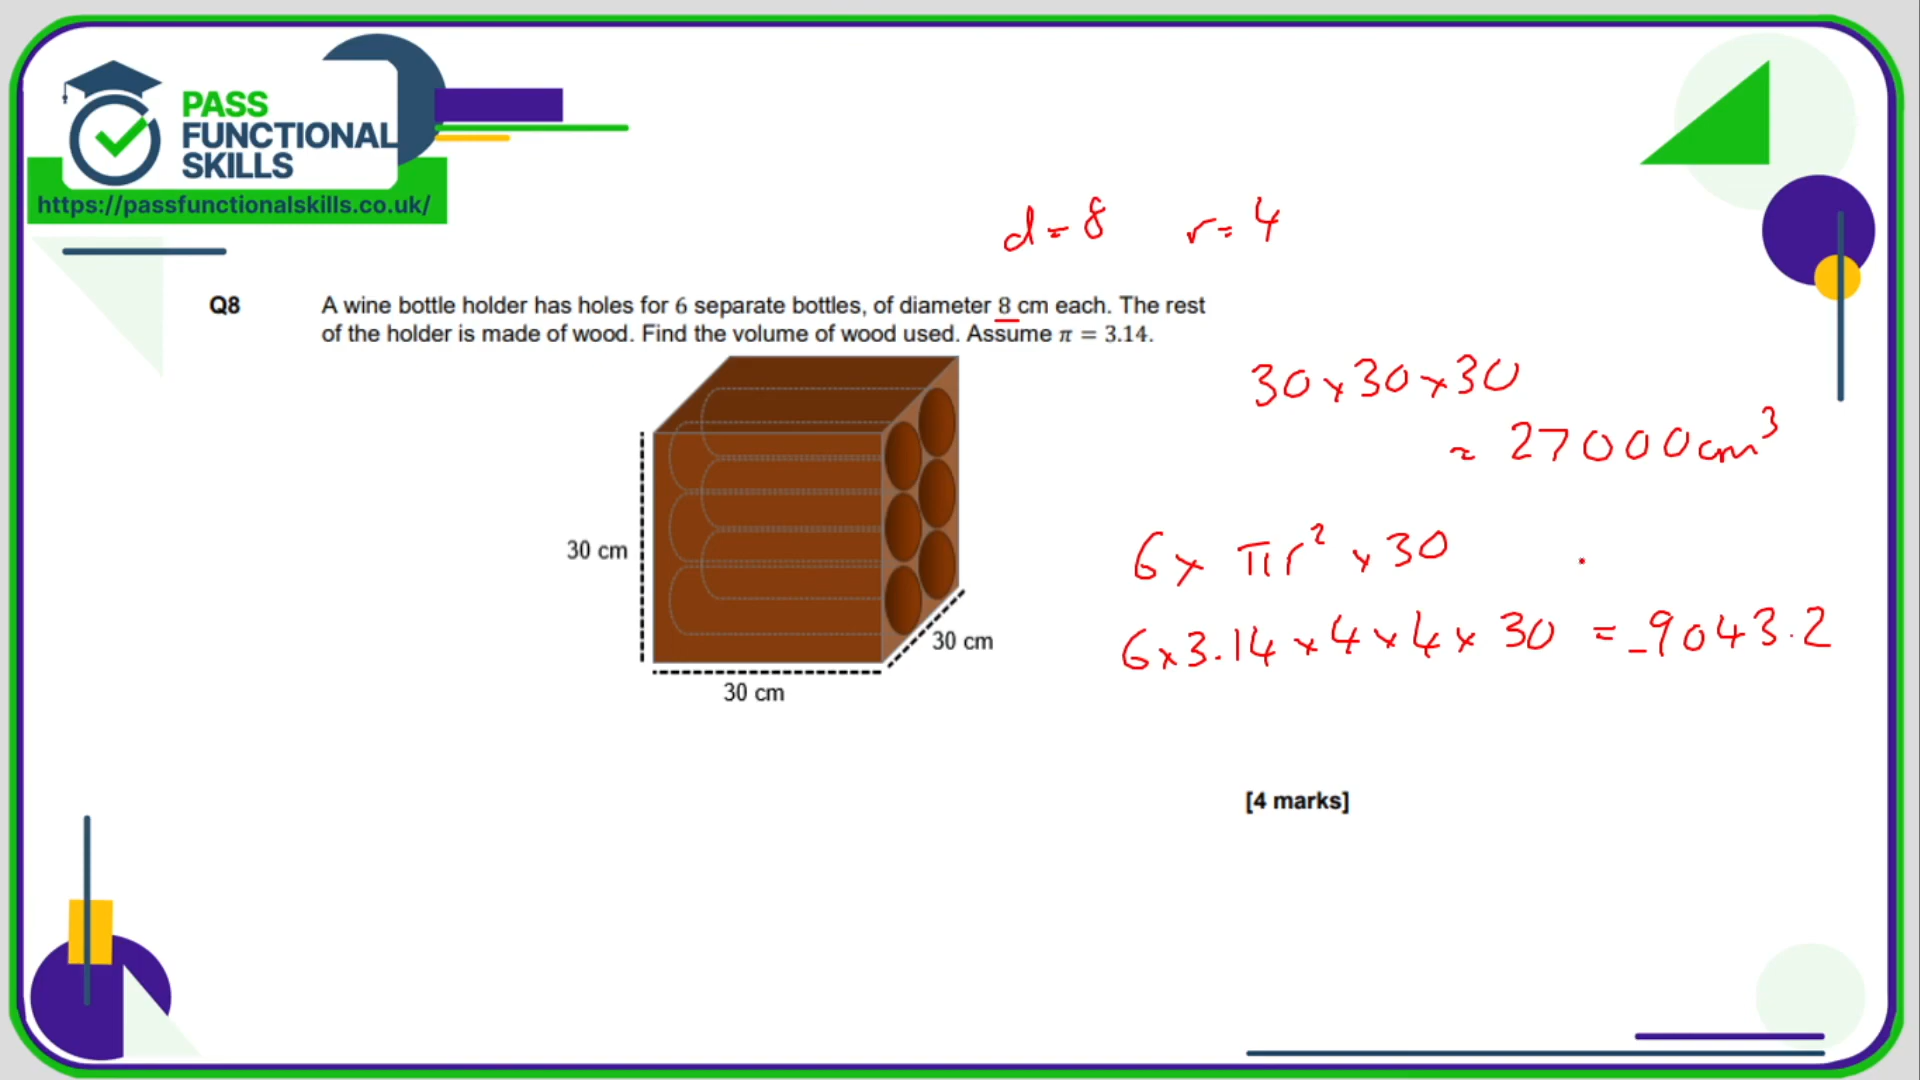 PASS
FUNCTIONAL
SKILLS
https://passfunctionalskills.co.uk/
d = 8 r = 4
Q8 A wine bottle holder has holes for 6 separate bottles, of diameter 8 cm each. The rest
of the holder is made of wood. Find the volume of wood used. Assume π = 3.14.
30 × 30 × 30
= 27000cm³
6 × πr² × 30
30 cm
6 × 3.14 × 4 × 4 × 30 = 9043.2
30 cm
30 cm
[4 marks]